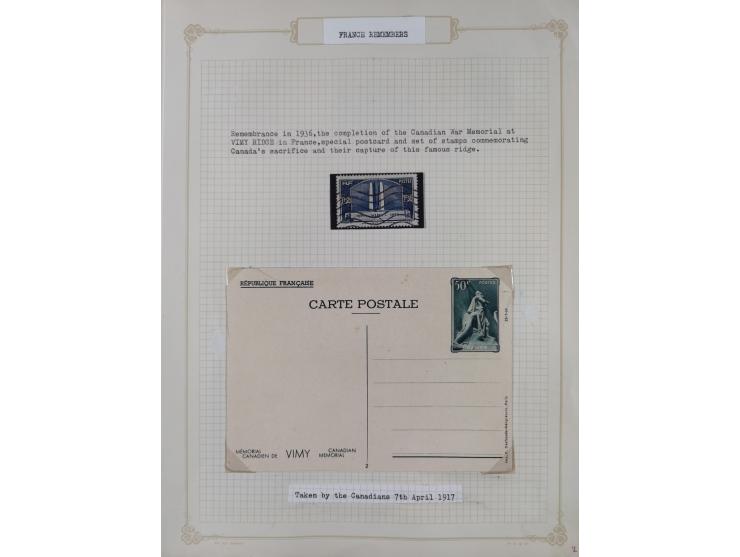 FRANCE REMEMBERS
Remembrance in 1936,the completion of the Canadian War Memorial at
VIMY RIDGE in France,special postcard and set of stamps commemorating
Canada's sacrifice and their capture of this famous ridge.
RÉPUBLIQUE FRANÇAISE
CARTE POSTALE
50c
POSTES
MÉMORIAL
CANADIEN DE
VIMY
CANADIAN
MEMORIAL
2
Taken by the Canadians 7th April 1917